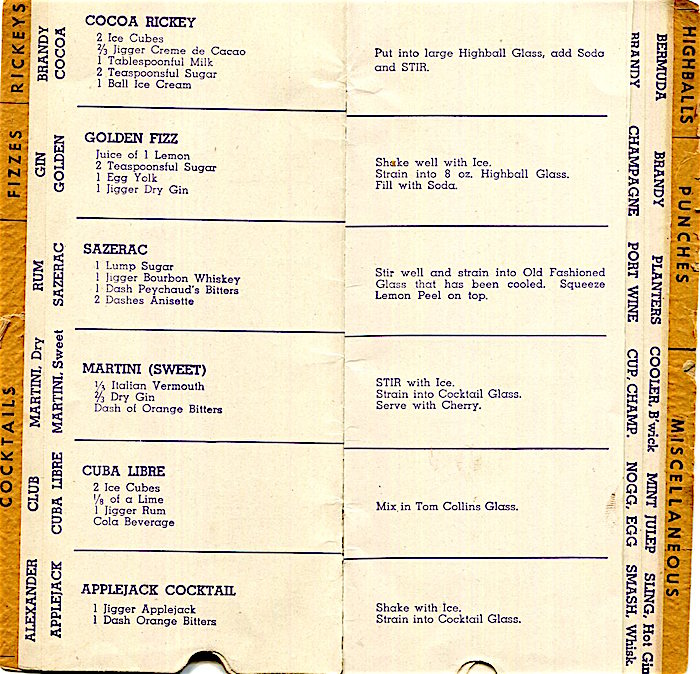 RICKEYS
FIZZES
COCKTAILS
BRANDY
COCOA
GIN
GOLDEN
RUM
SAZERAC
MARTINI, Dry
MARTINI, Sweet
CLUB
CUBA LIBRE
ALEXANDER
APPLEJACK
COCOA RICKEY
2 Ice Cubes
⅔ Jigger Creme de Cacao
1 Tablespoonful Milk
2 Teaspoonsful Sugar
1 Ball Ice Cream
Put into large Highball Glass, add Soda
and STIR.
GOLDEN FIZZ
Juice of 1 Lemon
2 Teaspoonsful Sugar
1 Egg Yolk
1 Jigger Dry Gin
Shake well with Ice.
Strain into 8 oz. Highball Glass.
Fill with Soda.
SAZERAC
1 Lump Sugar
1 Jigger Bourbon Whiskey
1 Dash Peychaud's Bitters
2 Dashes Anisette
Stir well and strain into Old Fashioned
Glass that has been cooled. Squeeze
Lemon Peel on top.
MARTINI (SWEET)
⅓ Italian Vermouth
⅔ Dry Gin
Dash of Orange Bitters
STIR with Ice.
Strain into Cocktail Glass.
Serve with Cherry.
CUBA LIBRE
2 Ice Cubes
⅛ of a Lime
1 Jigger Rum
Cola Beverage
Mix in Tom Collins Glass.
APPLEJACK COCKTAIL
1 Jigger Applejack
1 Dash Orange Bitters
Shake with Ice.
Strain into Cocktail Glass.
HIGHBALLS
PUNCHES
MISCELLANEOUS
BERMUDA
BRANDY
BRANDY
CHAMPAGNE
PLANTERS
PORT WINE
COOLER, B'wick
CUP, CHAMP.
MINT JULEP
NOGG, EGG
SLING, Hot Gin
SMASH, Whisk.